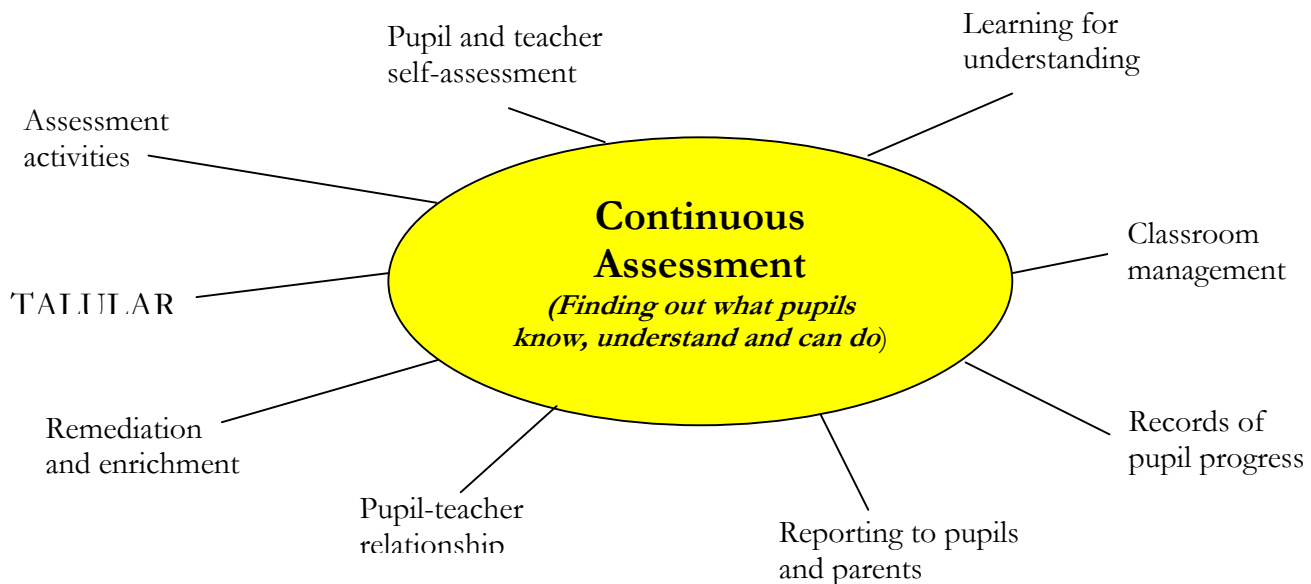 Pupil and teacher
self-assessment
Learning for
understanding
Assessment
activities
Continuous
Assessment
(Finding out what pupils
know, understand and can do)
Classroom
management
TALULAR
Remediation
and enrichment
Records of
pupil progress
Pupil-teacher
relationship
Reporting to pupils
and parents